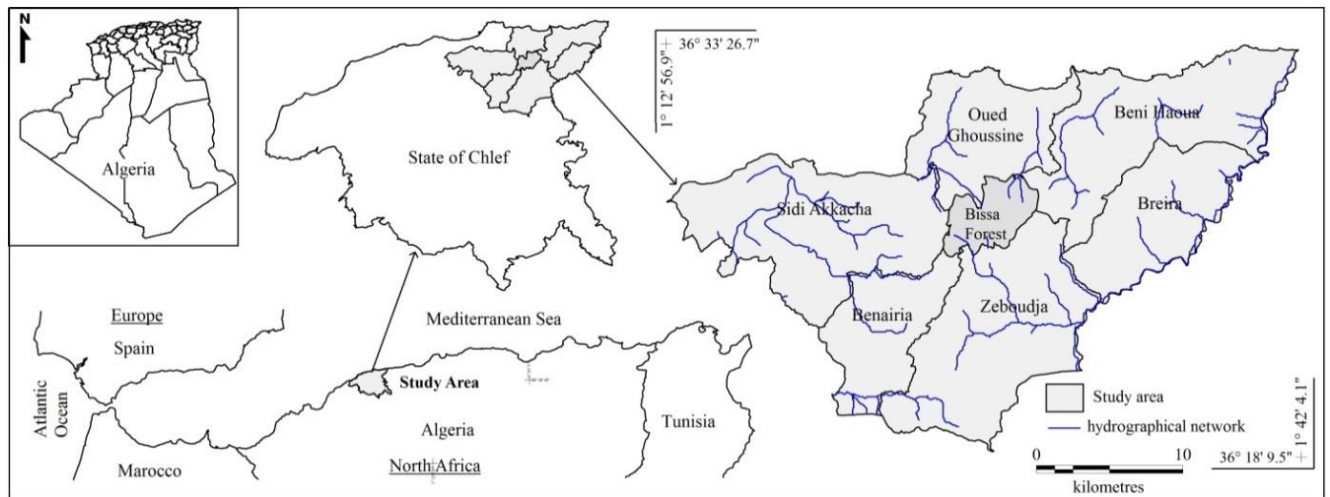 N
Algeria
State of Chlef
36° 33' 26.7"
1° 12' 56.9"
Oued
Ghoussine
Beni Haoua
Sidi Akkacha
Bissa
Forest
Breira
Benairia
Zeboudja
Europe
Spain
Mediterranean Sea
Atlantic
Ocean
Study Area
Algeria
North Africa
Marocco
Tunisia
Study area
hydrographical network
0 10
kilometres
1° 42' 4.1"
36° 18' 9.5"